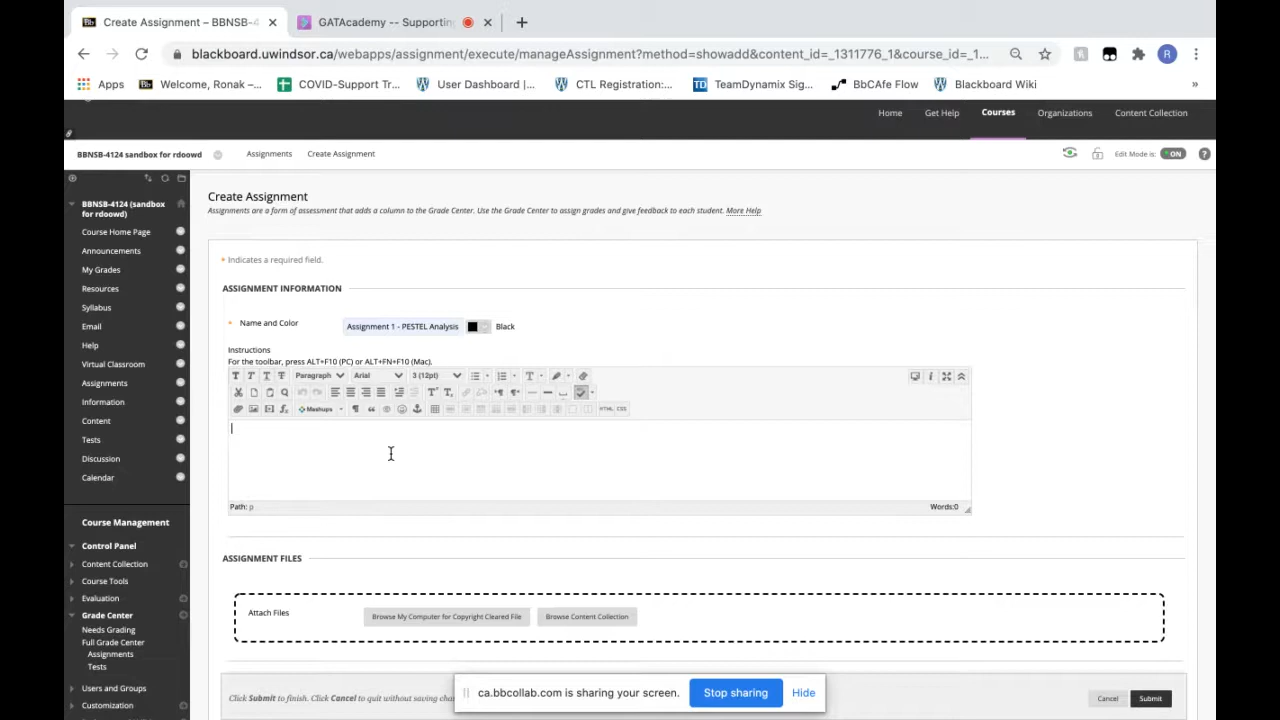 Create Assignment – BBNSB-4
GATAcademy -- Supporting
blackboard.uwindsor.ca/webapps/assignment/execute/manageAssignment?method=showadd&content_id=_1311776_1&course_id=_1...
R
Apps
Welcome, Ronak –...
COVID-Support Tr...
User Dashboard |...
CTL Registration:...
TeamDynamix Sig...
BbCAfe Flow
Blackboard Wiki
»
Home
Get Help
Courses
Organizations
Content Collection
BBNSB-4124 sandbox for rdoowd
Assignments
Create Assignment
Edit Mode is:
ON
?
BBNSB-4124 (sandbox
for rdoowd)
Course Home Page
Announcements
My Grades
Resources
Syllabus
Email
Help
Virtual Classroom
Assignments
Information
Content
Tests
Discussion
Calendar
Course Management
Control Panel
Content Collection
Course Tools
Evaluation
Grade Center
Needs Grading
Full Grade Center
Assignments
Tests
Users and Groups
Customization
Create Assignment
Assignments are a form of assessment that adds a column to the Grade Center. Use the Grade Center to assign grades and give feedback to each student. More Help
* Indicates a required field.
ASSIGNMENT INFORMATION
* Name and Color
Assignment 1 - PESTEL Analysis
Black
Instructions
For the toolbar, press ALT+F10 (PC) or ALT+FN+F10 (Mac).
T T T T Paragraph Arial 3 (12pt)
Mashups
HTML CSS
Path: p
Words:0
ASSIGNMENT FILES
Attach Files
Browse My Computer for Copyright Cleared File
Browse Content Collection
Click Submit to finish. Click Cancel to quit without saving chan
Cancel
Submit
ca.bbcollab.com is sharing your screen.
Stop sharing
Hide